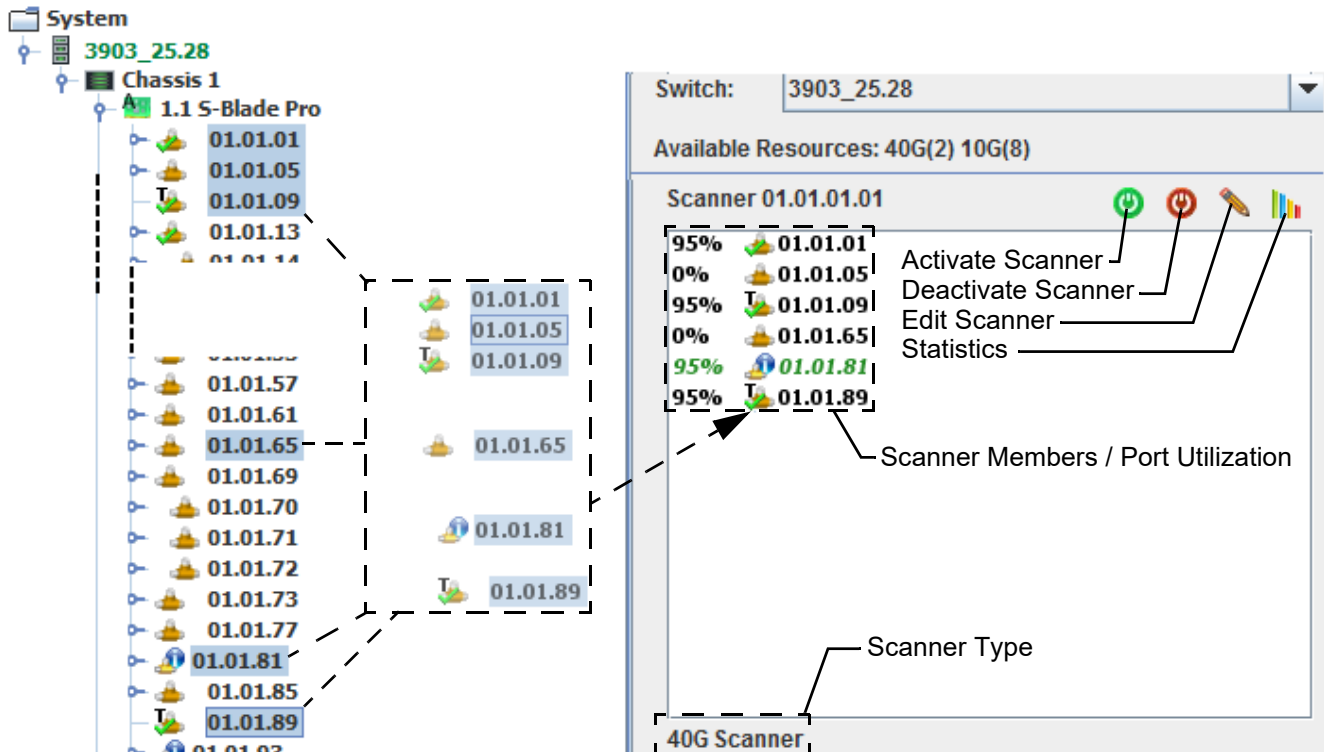 System
3903_25.28
Chassis 1
A
1.1 S-Blade Pro
01.01.01
01.01.05
T
01.01.09
01.01.13
01.01.14
01.01.57
01.01.61
01.01.65
01.01.69
01.01.70
01.01.71
01.01.72
01.01.73
01.01.77
01.01.81
01.01.85
T
01.01.89
01.01.93
01.01.01
01.01.05
T
01.01.09
01.01.65
01.01.81
T
01.01.89
Switch: 3903_25.28
Available Resources: 40G(2) 10G(8)
Scanner 01.01.01.01
95% 01.01.01
0% 01.01.05
95% T 01.01.09
0% 01.01.65
95% 01.01.81
95% T 01.01.89
Activate Scanner
Deactivate Scanner
Edit Scanner
Statistics
Scanner Members / Port Utilization
Scanner Type
40G Scanner